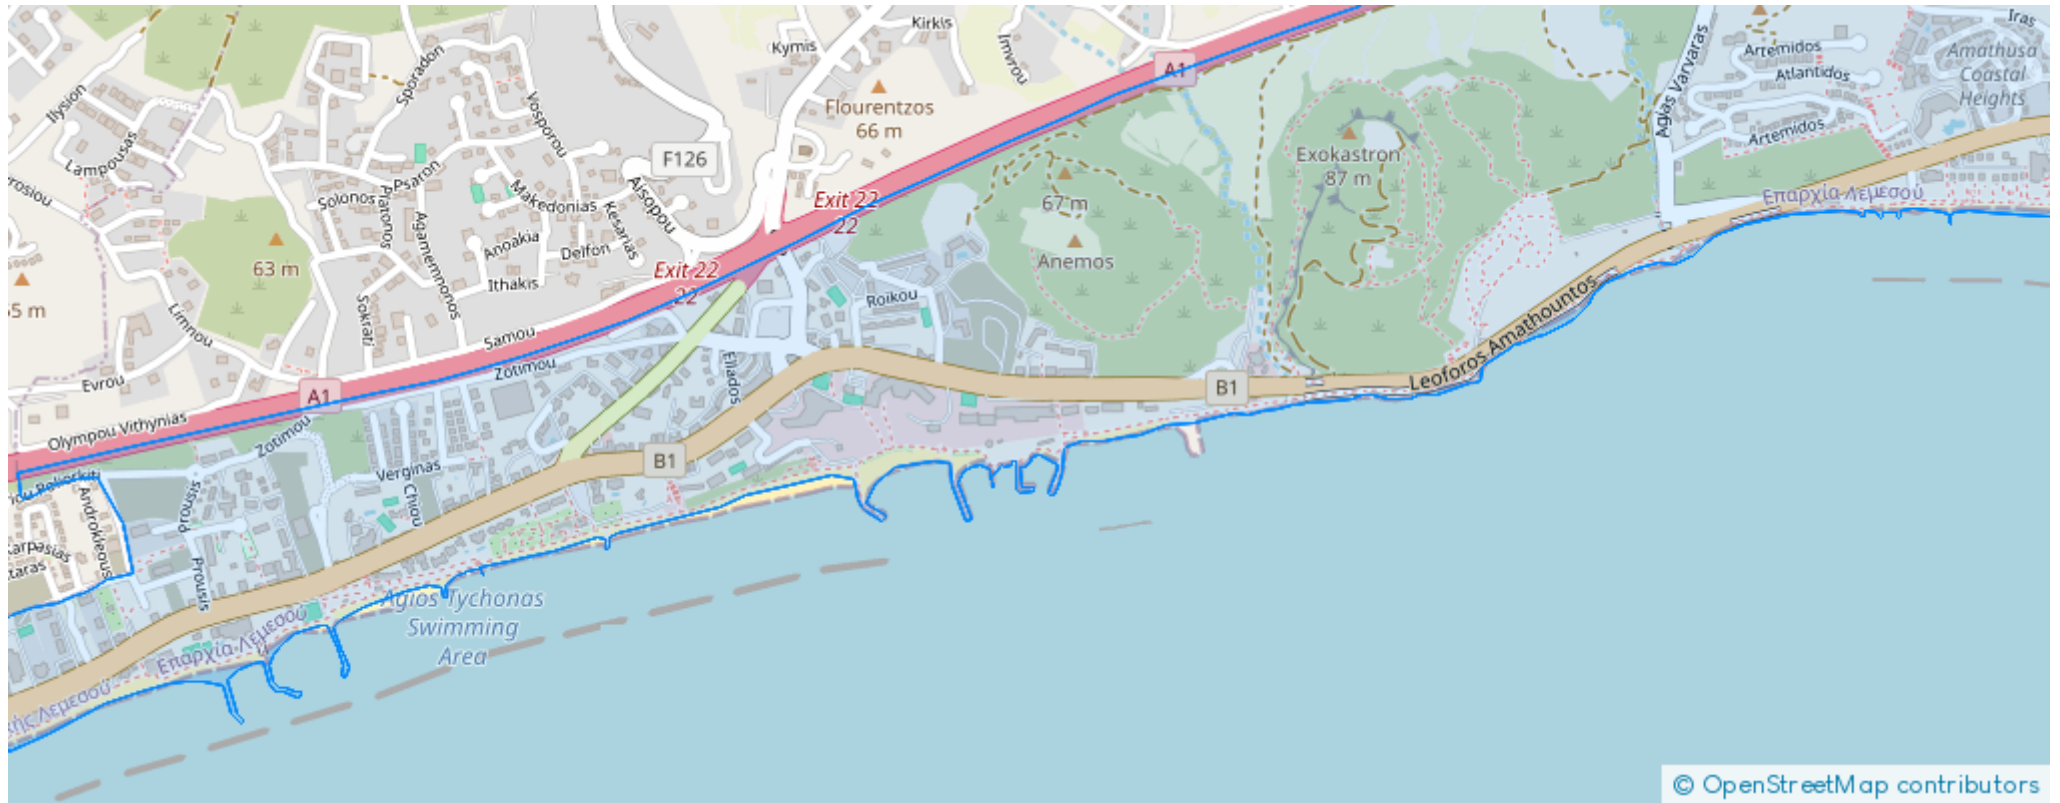 Kirkis
Iras
Kymis
Imvrou
Artemidos
Amathusa
Coastal
Heights
Sporadon
A1
Atlantidos
Ilysion
Flourentzos
66 m
Agias Varvaras
Vosporou
Artemidos
Lampousas
F126
Exokastron
87 m
Psaron
Aisopou
Makedonias
Solonos
Platonos
Exit 22
22
67 m
Επαρχία Λεμεσού
Kesarias
Agamemnonos
Anoakia
Delfon
63 m
Anemos
Exit 22
22
Ithakis
Roikou
Sokrati
Limnou
Samou
Leoforos Amathountos
Zotimou
Ellados
Evrou
B1
A1
Olympou Vithynias
Zotimou
B1
Verginas
Chiou
Androkleous
Prousis
Karpasias
Prousis
Agios Tychonas
Swimming
Area
Επαρχία Λεμεσού
© OpenStreetMap contributors